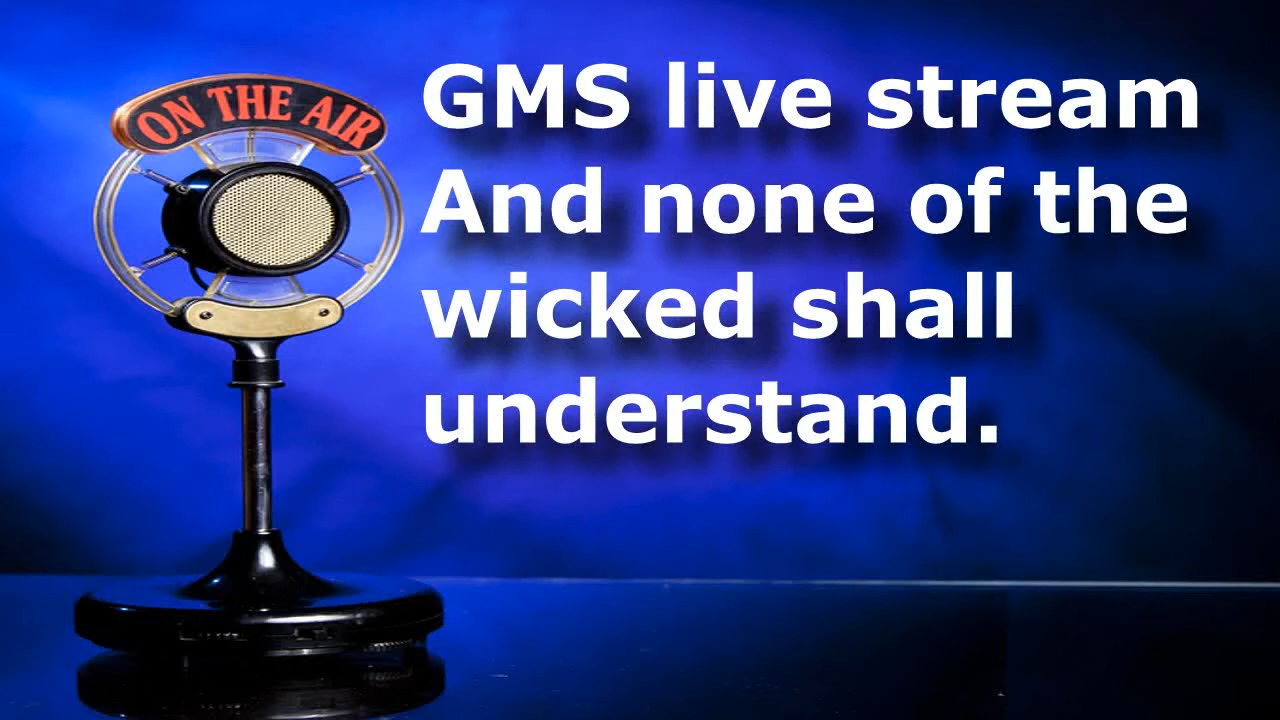 ON THE AIR
GMS live stream
And none of the
wicked shall
understand.